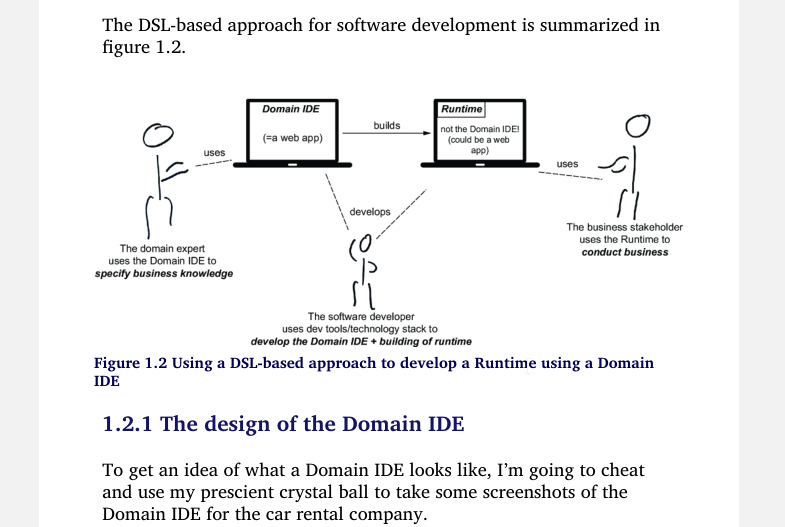 The DSL-based approach for software development is summarized in
figure 1.2.
Domain IDE
(=a web app)
builds
Runtime
not the Domain IDE!
(could be a web
app)
uses
uses
develops
The domain expert
uses the Domain IDE to
specify business knowledge
The business stakeholder
uses the Runtime to
conduct business
The software developer
uses dev tools/technology stack to
develop the Domain IDE + building of runtime
Figure 1.2 Using a DSL-based approach to develop a Runtime using a Domain
IDE
1.2.1 The design of the Domain IDE
To get an idea of what a Domain IDE looks like, I’m going to cheat
and use my prescient crystal ball to take some screenshots of the
Domain IDE for the car rental company.